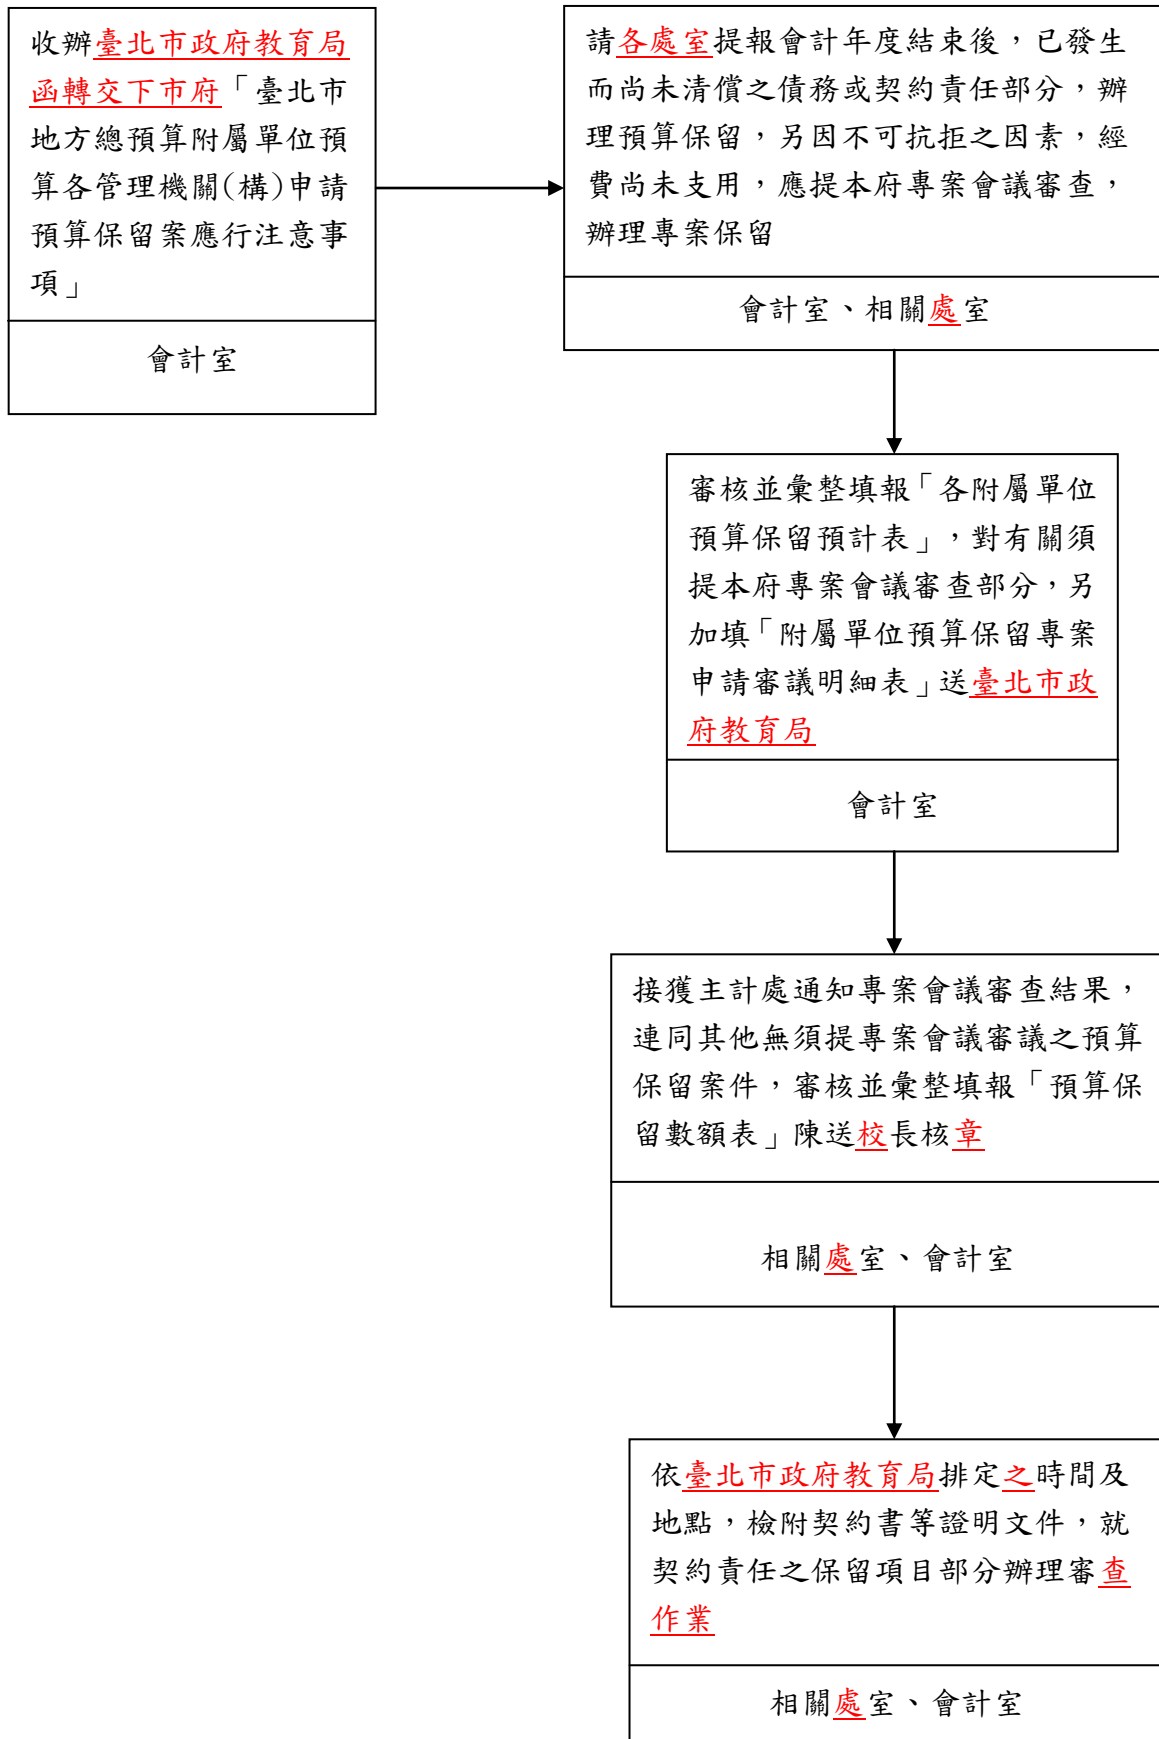 收辦臺北市政府教育局
函轉交下市府「臺北市
地方總預算附屬單位預
算各管理機關(構)申請
預算保留案應行注意事
項」
會計室
請各處室提報會計年度結束後，已發生
而尚未清償之債務或契約責任部分，辦
理預算保留，另因不可抗拒之因素，經
費尚未支用，應提本府專案會議審查，
辦理專案保留
會計室、相關處室
審核並彙整填報「各附屬單位
預算保留預計表」，對有關須
提本府專案會議審查部分，另
加填「附屬單位預算保留專案
申請審議明細表」送臺北市政
府教育局
會計室
接獲主計處通知專案會議審查結果，
連同其他無須提專案會議審議之預算
保留案件，審核並彙整填報「預算保
留數額表」陳送校長核章
相關處室、會計室
依臺北市政府教育局排定之時間及
地點，檢附契約書等證明文件，就
契約責任之保留項目部分辦理審查
作業
相關處室、會計室